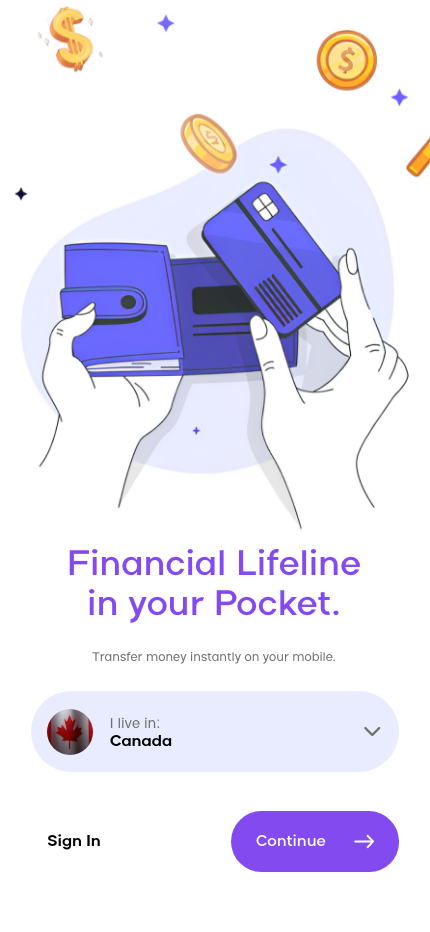 Financial Lifeline
in your Pocket.
Transfer money instantly on your mobile.
I live in:
Canada
Sign In
Continue